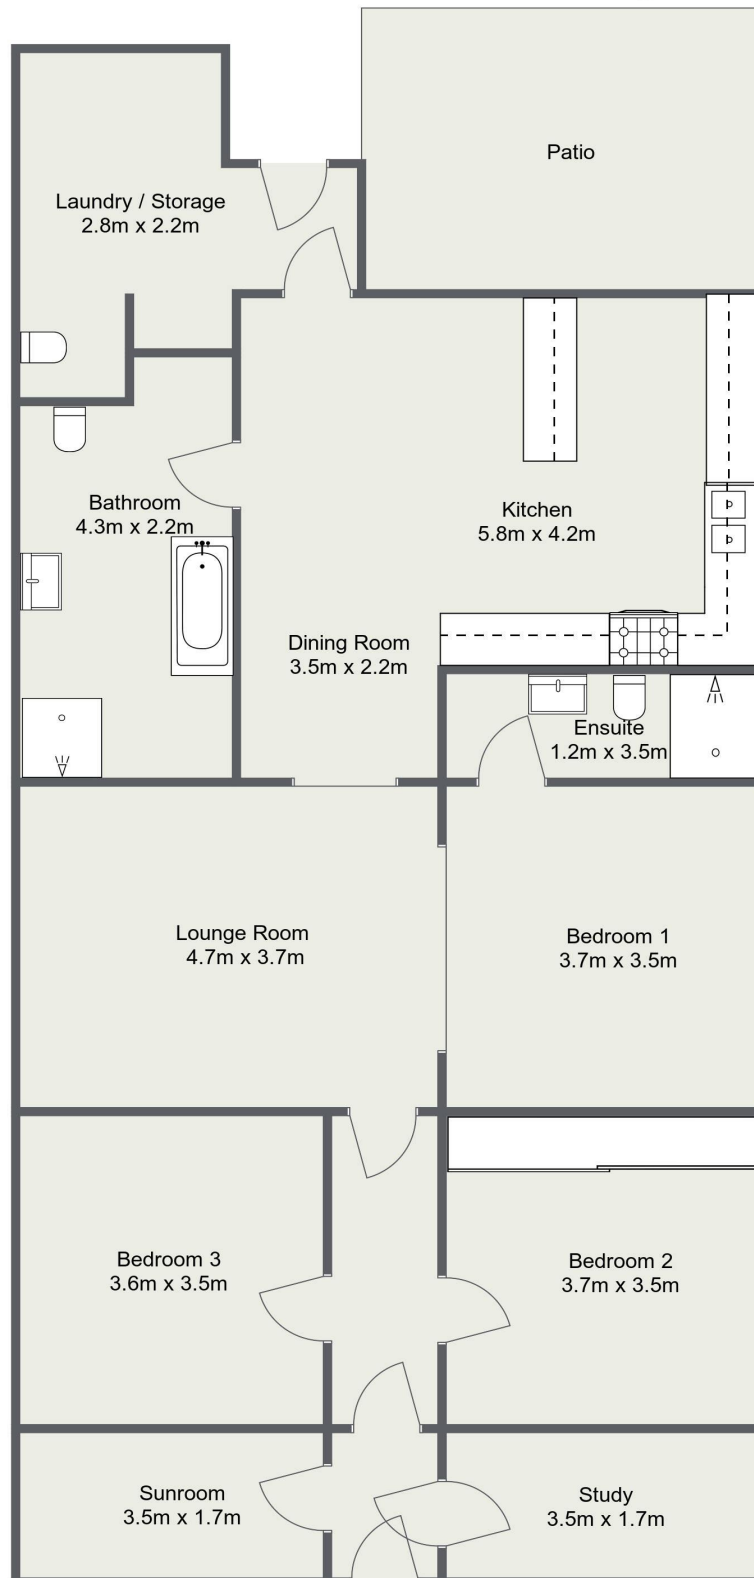 Patio
Laundry / Storage
2.8m x 2.2m
Bathroom
4.3m x 2.2m
Kitchen
5.8m x 4.2m
Dining Room
3.5m x 2.2m
Ensuite
1.2m x 3.5m
Lounge Room
4.7m x 3.7m
Bedroom 1
3.7m x 3.5m
Bedroom 3
3.6m x 3.5m
Bedroom 2
3.7m x 3.5m
Sunroom
3.5m x 1.7m
Study
3.5m x 1.7m